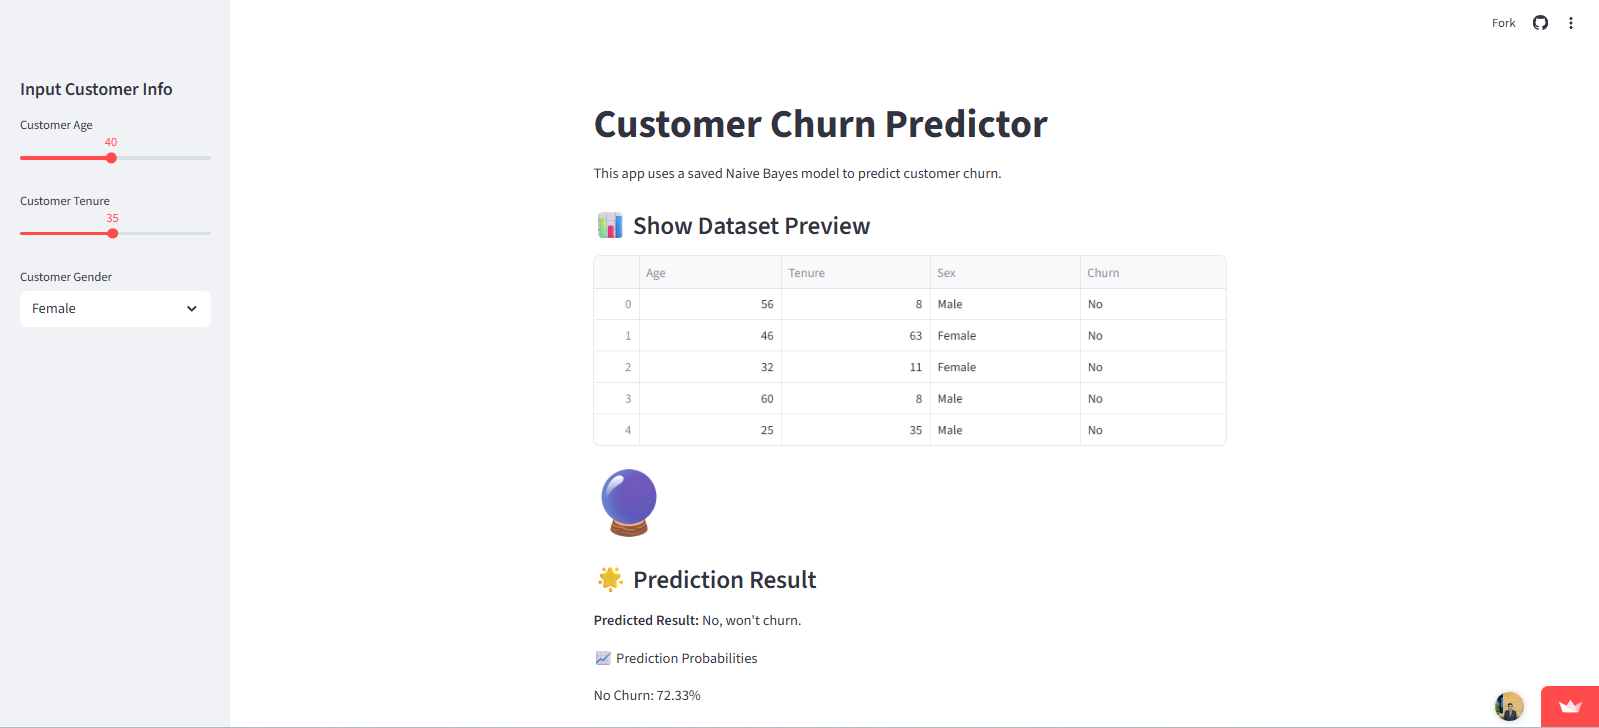 Fork
Input Customer Info
Customer Age
40
Customer Tenure
35
Customer Gender
Female
Customer Churn Predictor
This app uses a saved Naive Bayes model to predict customer churn.
Show Dataset Preview
Age Tenure Sex Churn
0 56 8 Male No
1 46 63 Female No
2 32 11 Female No
3 60 8 Male No
4 25 35 Male No
Prediction Result
Predicted Result: No, won't churn.
Prediction Probabilities
No Churn: 72.33%